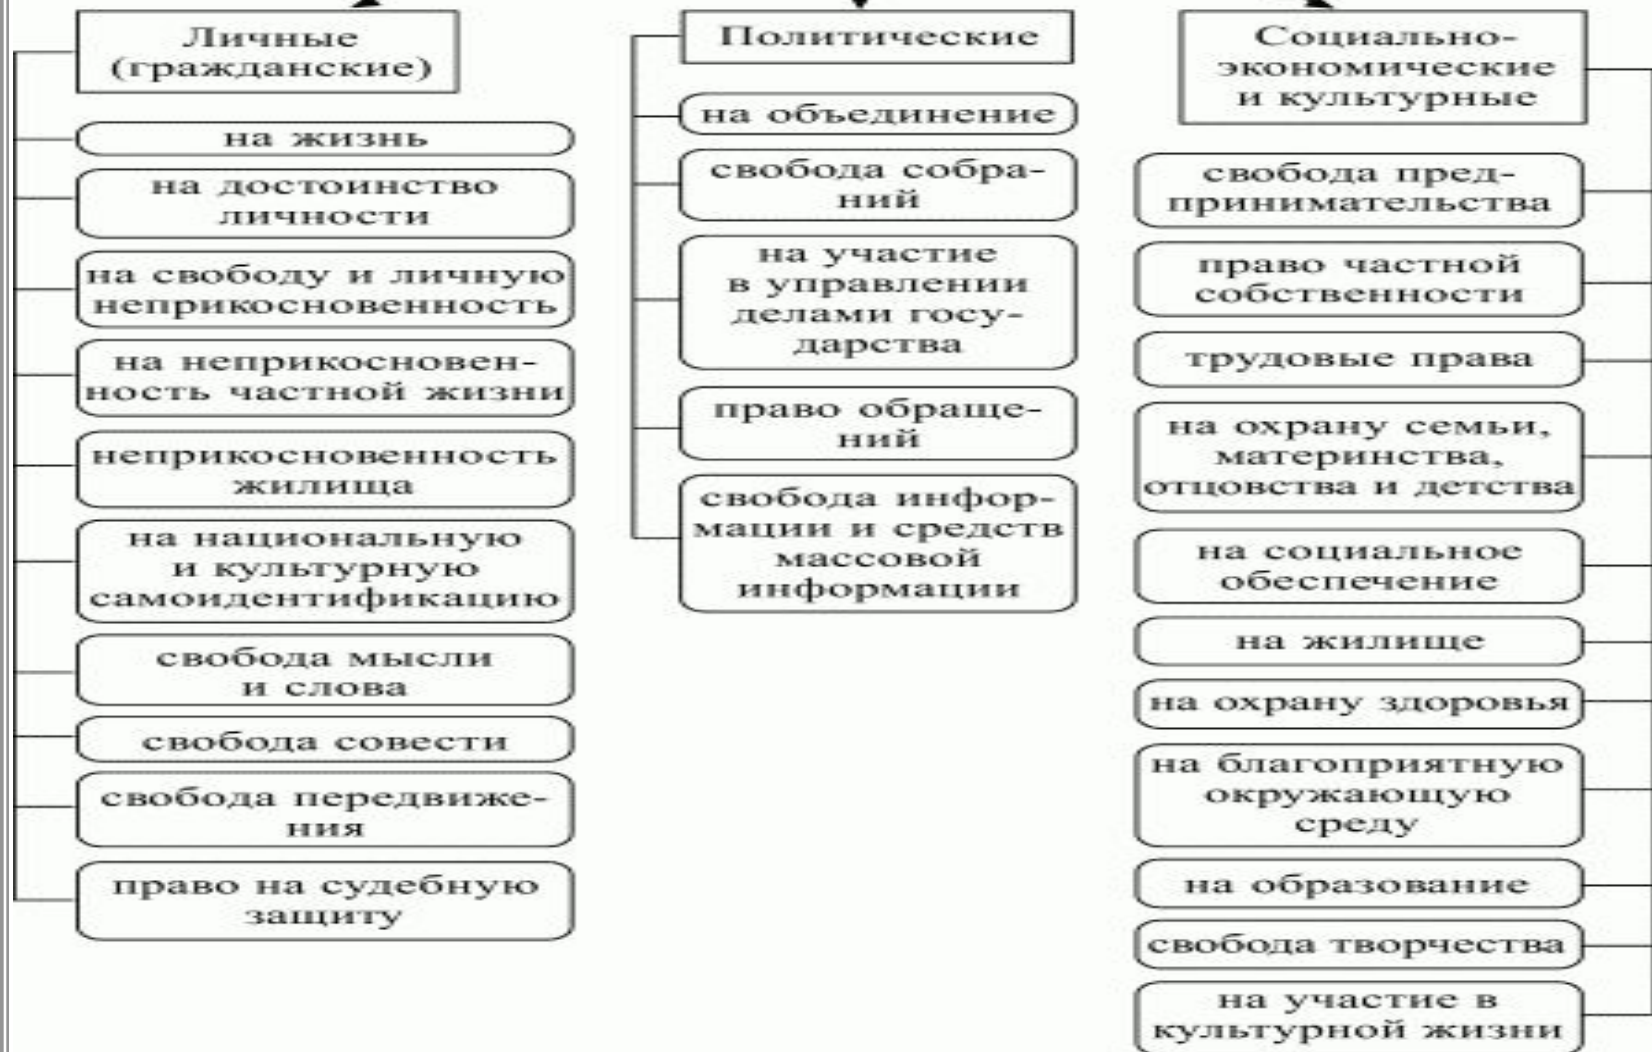 Личные
(гражданские)
на жизнь
на достоинство
личности
на свободу и личную
неприкосновенность
на неприкосновен-
ность частной жизни
неприкосновенность
жилища
на национальную
и культурную
самоидентификацию
свобода мысли
и слова
свобода совести
свобода передвиже-
ния
право на судебную
защиту
Политические
на объединение
свобода собра-
ний
на участие
в управлении
делами госу-
дарства
право обраще-
ний
свобода инфор-
мации и средств
массовой
информации
Социально-
экономические
и культурные
свобода пред-
принимательства
право частной
собственности
трудовые права
на охрану семьи,
материнства,
отцовства и детства
на социальное
обеспечение
на жилище
на охрану здоровья
на благоприятную
окружающую
среду
на образование
свобода творчества
на участие в
культурной жизни